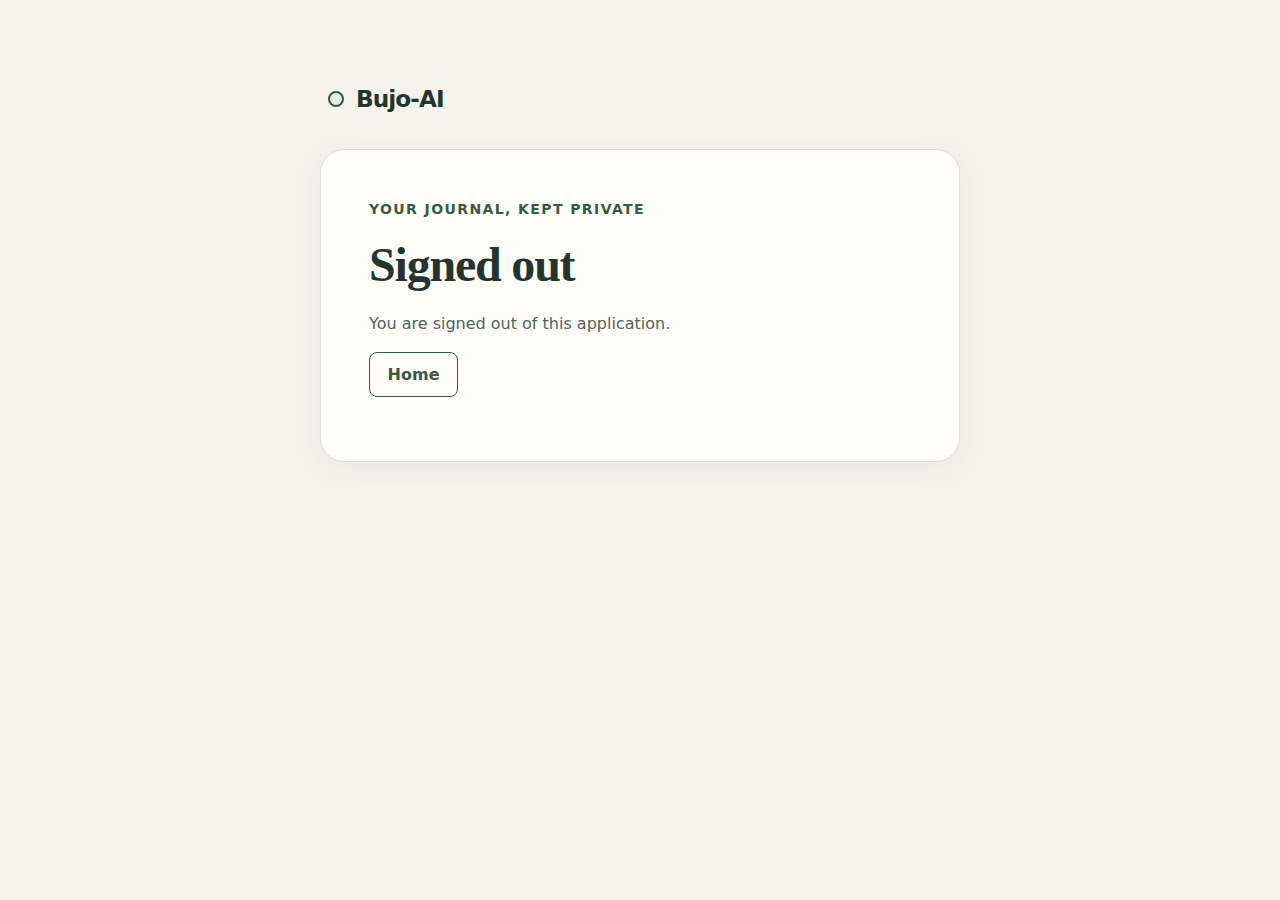 Bujo-AI
YOUR JOURNAL, KEPT PRIVATE
Signed out
You are signed out of this application.
Home